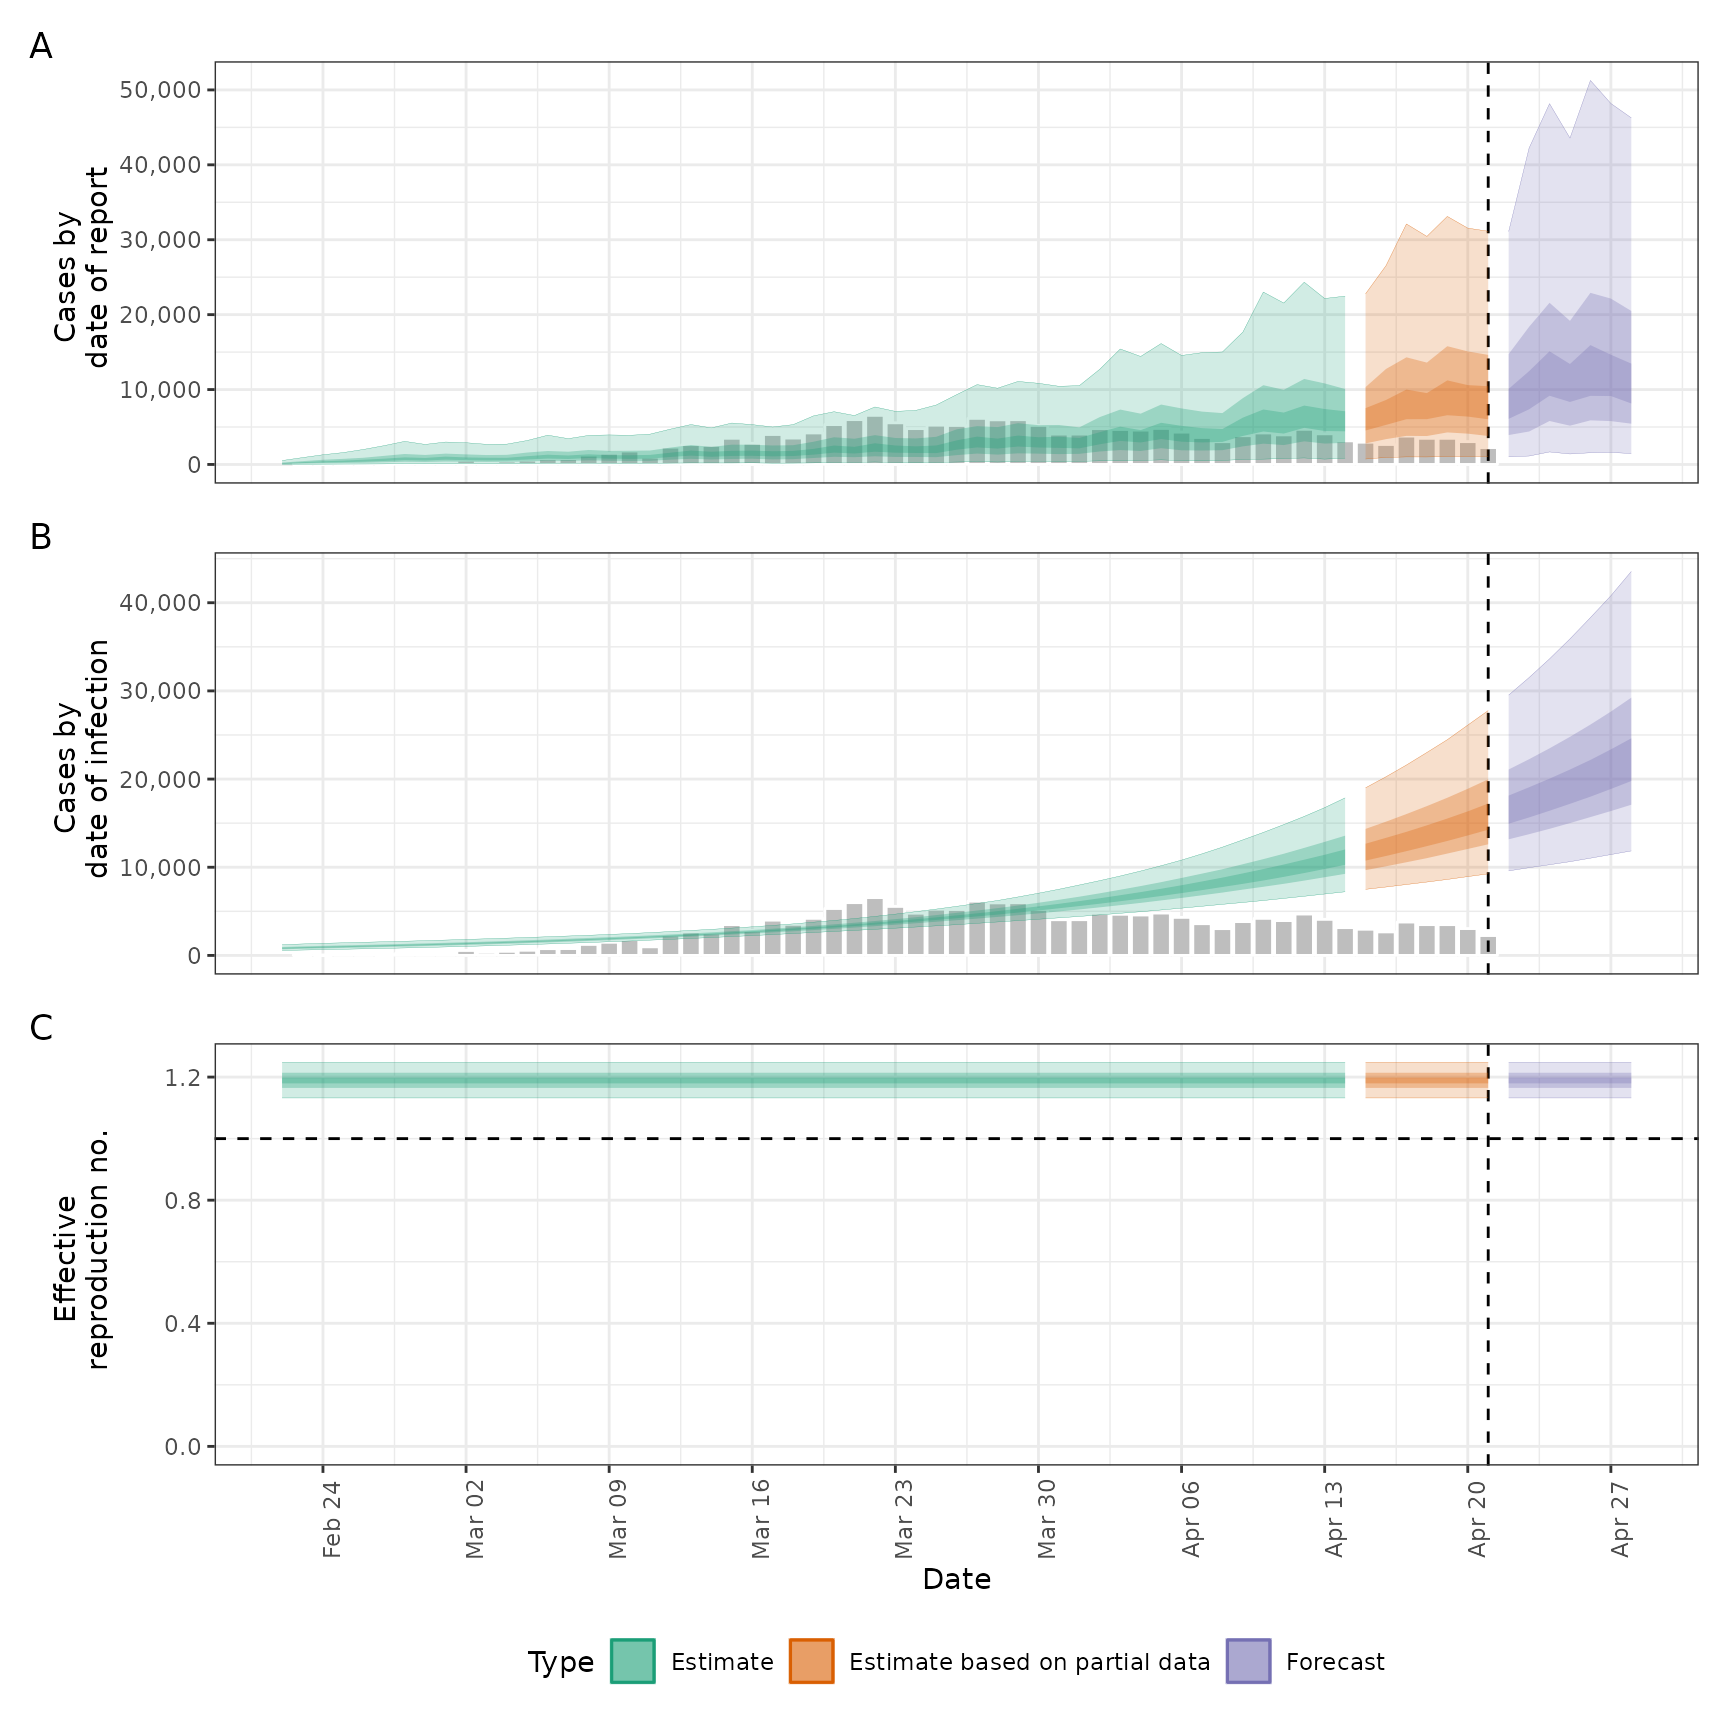 A
50,000
40,000
30,000
20,000
10,000
0
Cases by
date of report
B
40,000
30,000
20,000
10,000
0
Cases by
date of infection
C
1.2
0.8
0.4
0.0
Effective
reproduction no.
Feb 24
Mar 02
Mar 09
Mar 16
Mar 23
Mar 30
Apr 06
Apr 13
Apr 20
Apr 27
Date
Type Estimate Estimate based on partial data Forecast